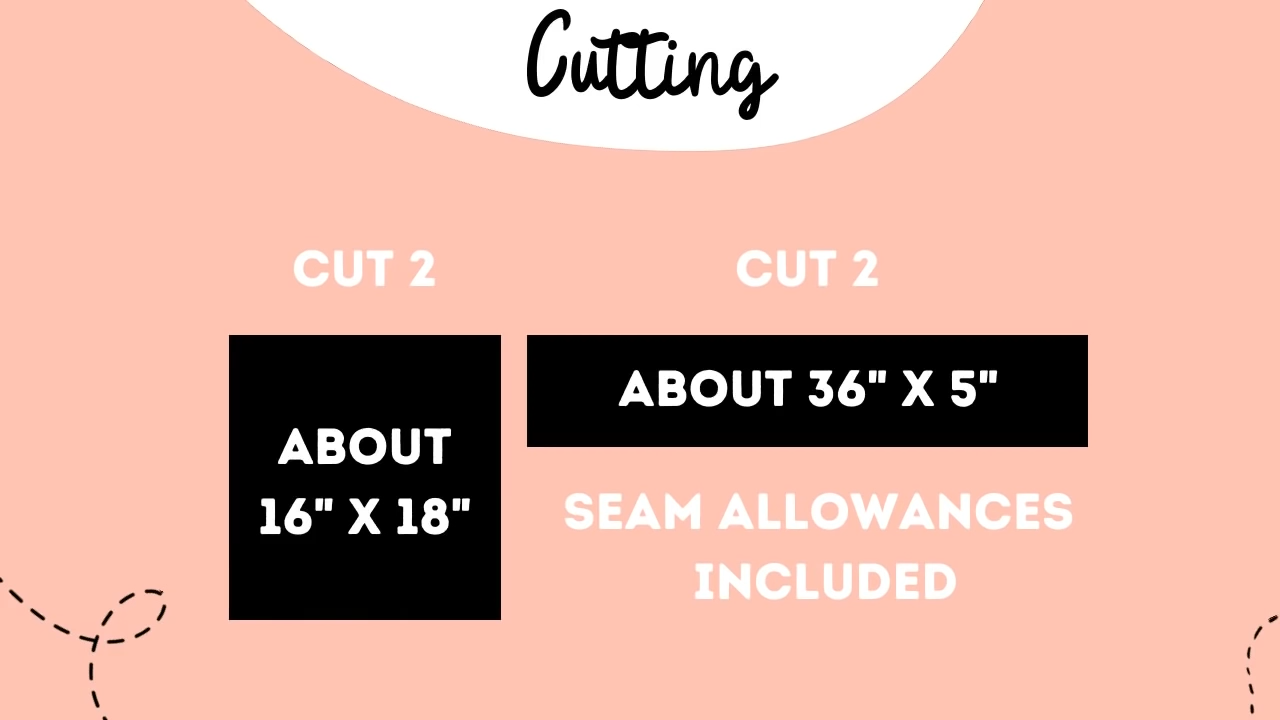 Cutting
CUT 2
CUT 2
ABOUT
16" X 18"
ABOUT 36" X 5"
SEAM ALLOWANCES
INCLUDED